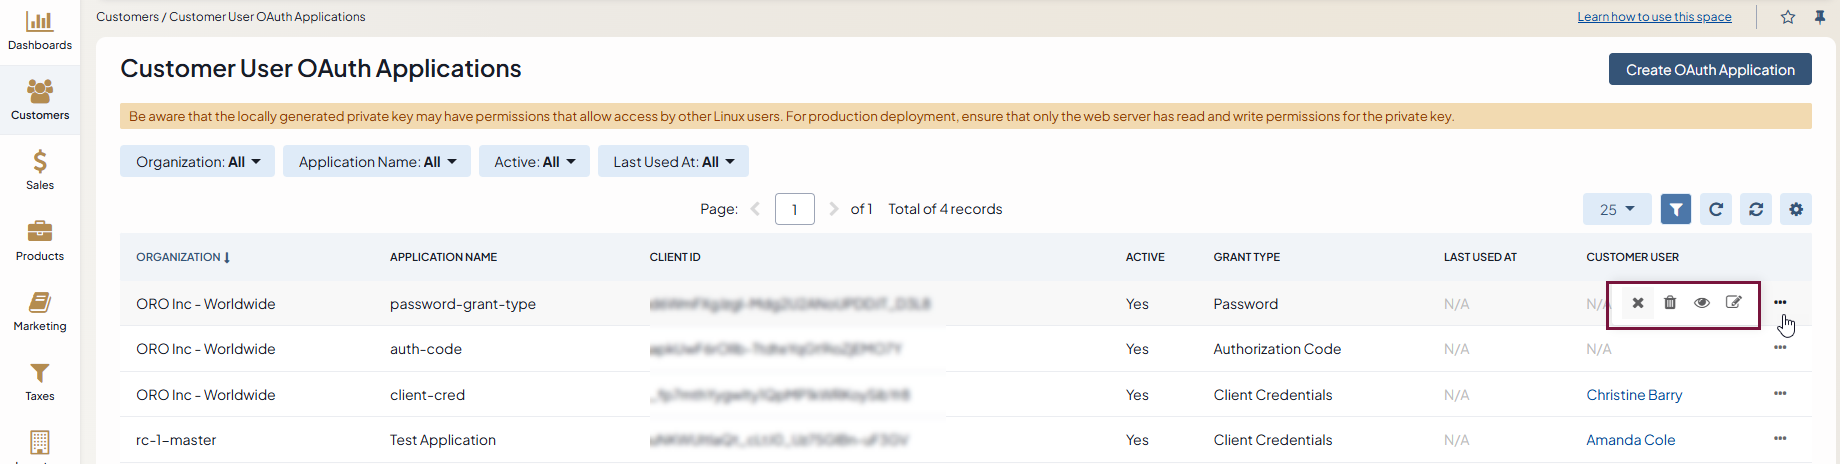 Customers / Customer User OAuth Applications
Learn how to use this space
Dashboards
Customers
Sales
Products
Marketing
Taxes
Customer User OAuth Applications
Create OAuth Application
Be aware that the locally generated private key may have permissions that allow access by other Linux users. For production deployment, ensure that only the web server has read and write permissions for the private key.
Organization: All
Application Name: All
Active: All
Last Used At: All
Page: 1 of 1 Total of 4 records
25
ORGANIZATION APPLICATION NAME CLIENT ID ACTIVE GRANT TYPE LAST USED AT CUSTOMER USER
ORO Inc - Worldwide password-grant-type Yes Password N/A N/A
ORO Inc - Worldwide auth-code Yes Authorization Code N/A N/A
ORO Inc - Worldwide client-cred Yes Client Credentials N/A Christine Barry
rc-1-master Test Application Yes Client Credentials N/A Amanda Cole